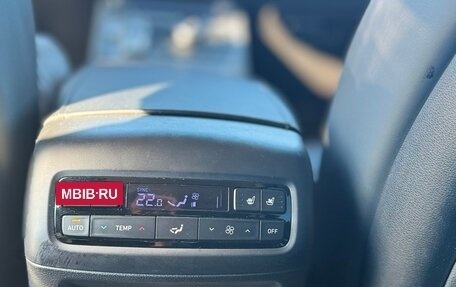 MBIB-RU
SYNC
22.0
AUTO TEMP OFF